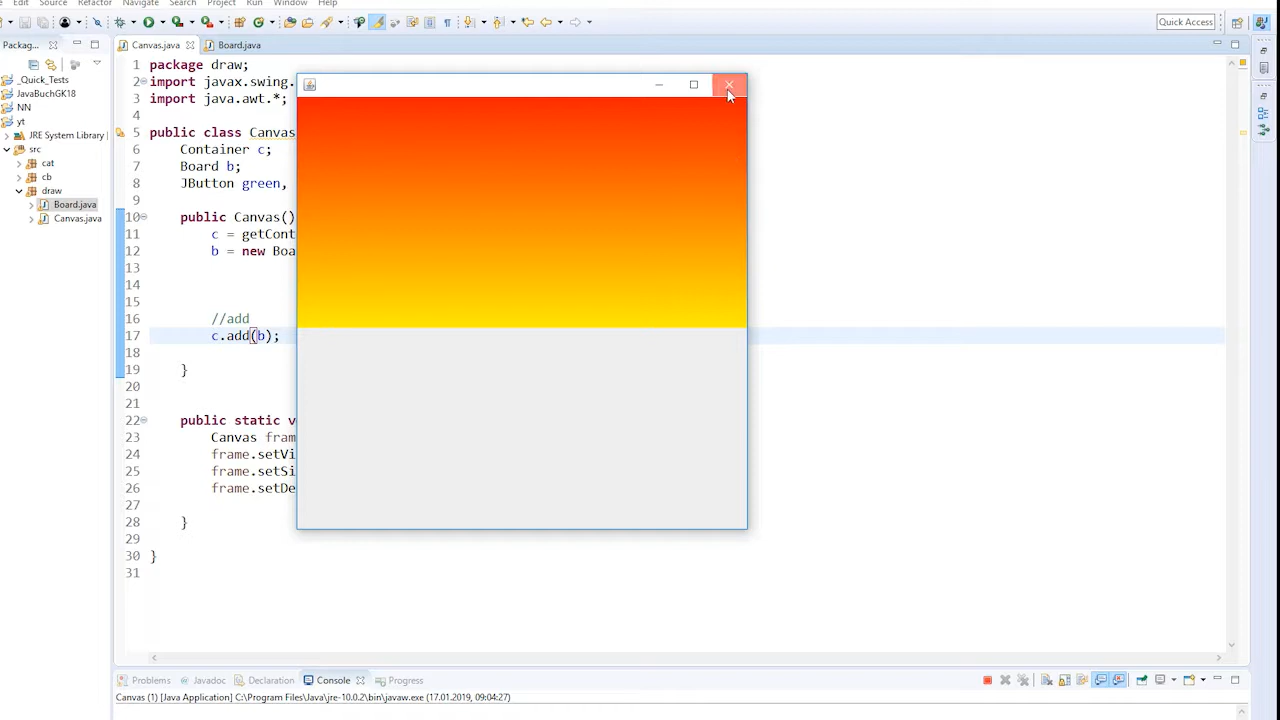 Edit Source Refactor Navigate Search Project Run Window Help
Quick Access
Packag...
Canvas.java
Board.java
_Quick_Tests
JavaBuchGK18
NN
yt
JRE System Library
src
cat
cb
draw
Board.java
Canvas.java
1 package draw;
2 import javax.swing.
3 import java.awt.*;
4
5 public class Canvas
6 Container c;
7 Board b;
8 JButton green,
9
10 public Canvas()
11 c = getCont
12 b = new Boa
13
14
15
16 //add
17 c.add(b);
18
19 }
20
21
22 public static v
23 Canvas fram
24 frame.setVi
25 frame.setSi
26 frame.setDe
27
28 }
29
30 }
31
Problems Javadoc Declaration Console Progress
Canvas (1) [Java Application] C:\Program Files\Java\jre-10.0.2\bin\javaw.exe (17.01.2019, 09:04:27)